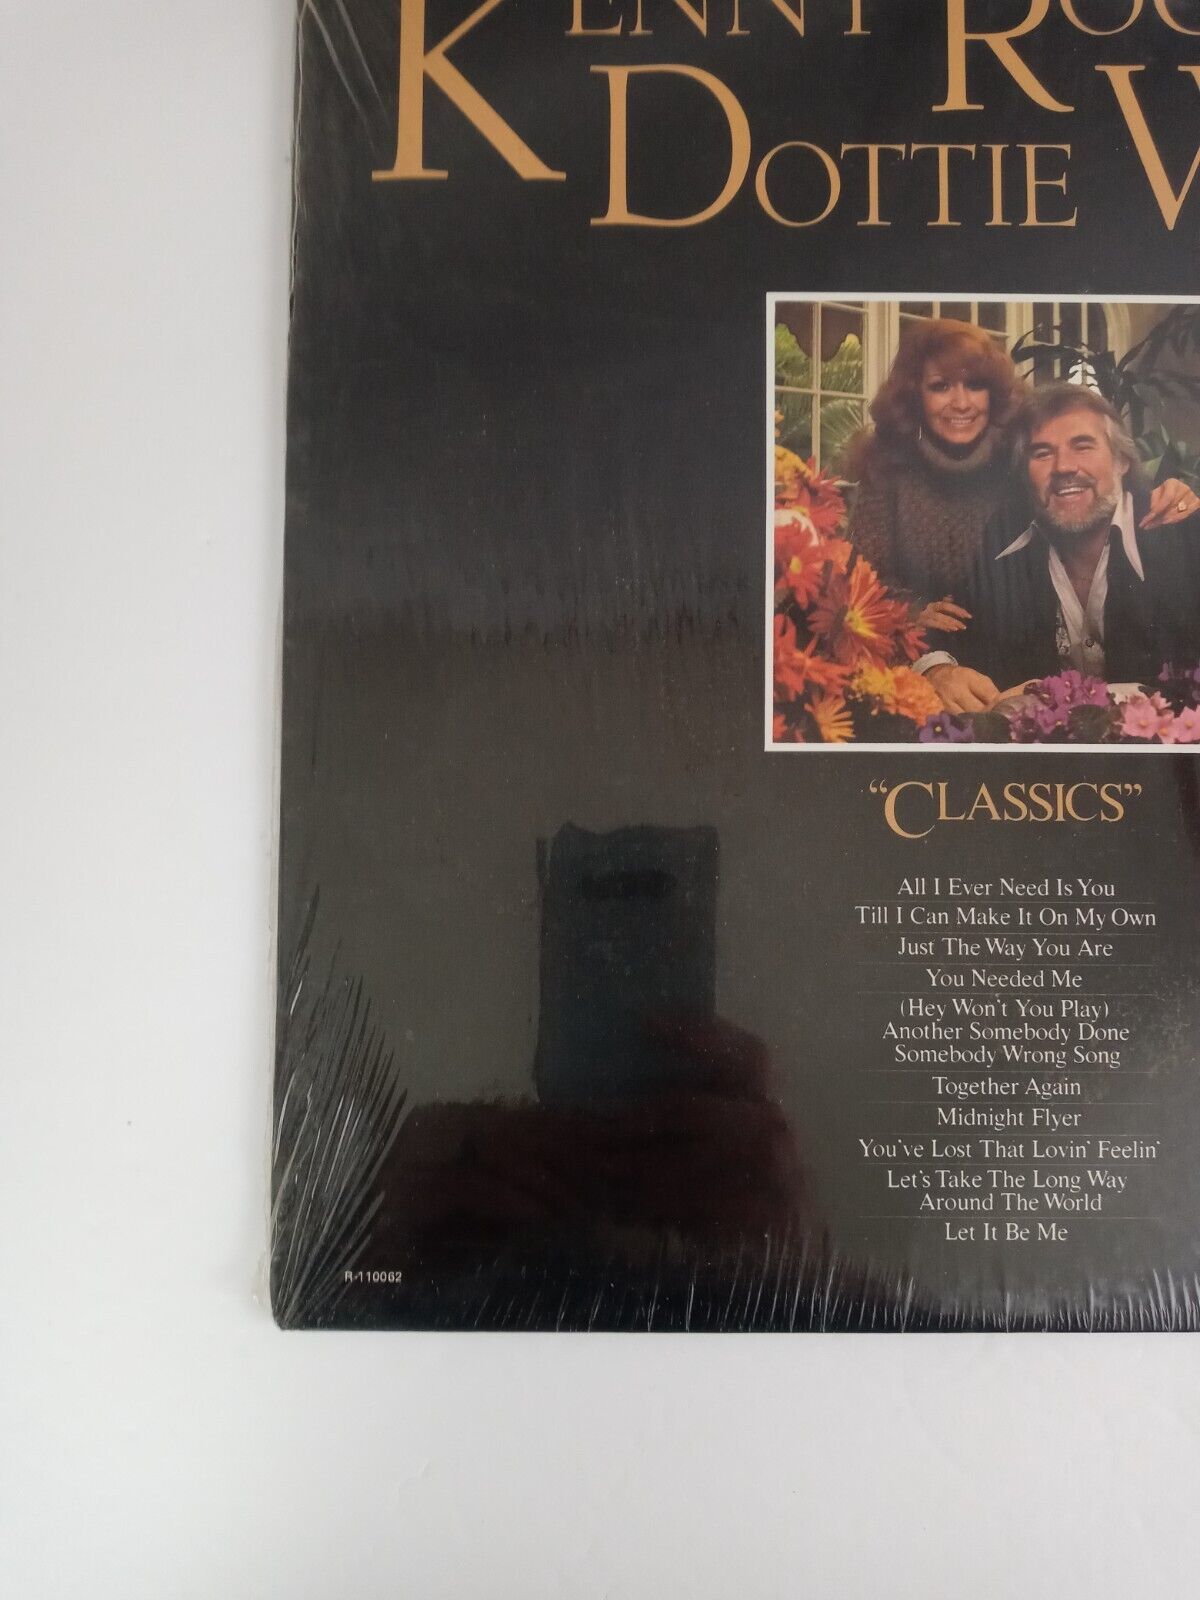 KENNY ROG
DOTTIE W
"CLASSICS"
All I Ever Need Is You
Till I Can Make It On My Own
Just The Way You Are
You Needed Me
(Hey Won't You Play)
Another Somebody Done
Somebody Wrong Song
Together Again
Midnight Flyer
You've Lost That Lovin' Feelin'
Let's Take The Long Way
Around The World
Let It Be Me
R-110062